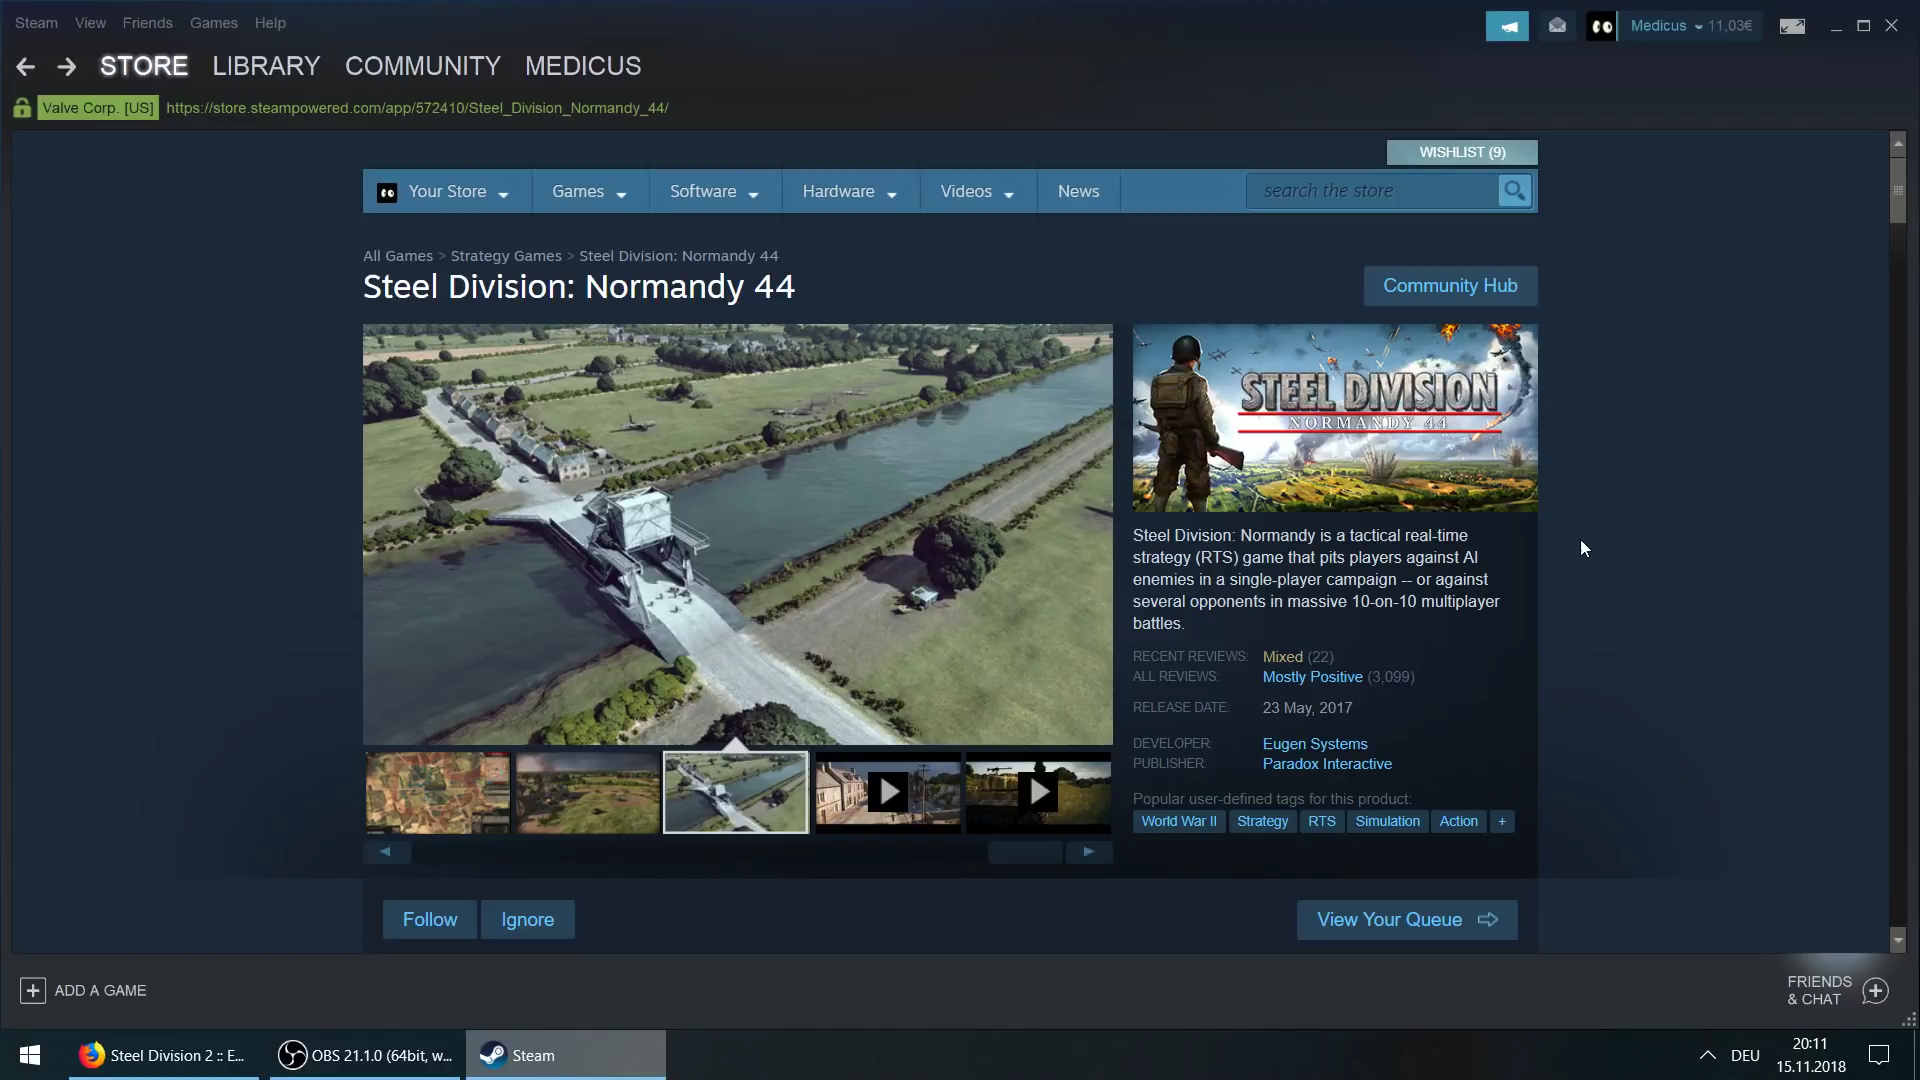 Steam View Friends Games Help
Medicus 11,03€
STORE LIBRARY COMMUNITY MEDICUS
Valve Corp. [US] https://store.steampowered.com/app/572410/Steel_Division_Normandy_44/
WISHLIST (9)
Your Store Games Software Hardware Videos News search the store
All Games > Strategy Games > Steel Division: Normandy 44
Steel Division: Normandy 44
Community Hub
STEEL DIVISION
NORMANDY 44
Steel Division: Normandy is a tactical real-time
strategy (RTS) game that pits players against AI
enemies in a single-player campaign -- or against
several opponents in massive 10-on-10 multiplayer
battles.
RECENT REVIEWS: Mixed (22)
ALL REVIEWS: Mostly Positive (3,099)
RELEASE DATE: 23 May, 2017
DEVELOPER: Eugen Systems
PUBLISHER: Paradox Interactive
Popular user-defined tags for this product:
World War II Strategy RTS Simulation Action +
Follow Ignore View Your Queue
ADD A GAME
FRIENDS
& CHAT
Steel Division 2 :: E... OBS 21.1.0 (64bit, w... Steam DEU
20:11
15.11.2018